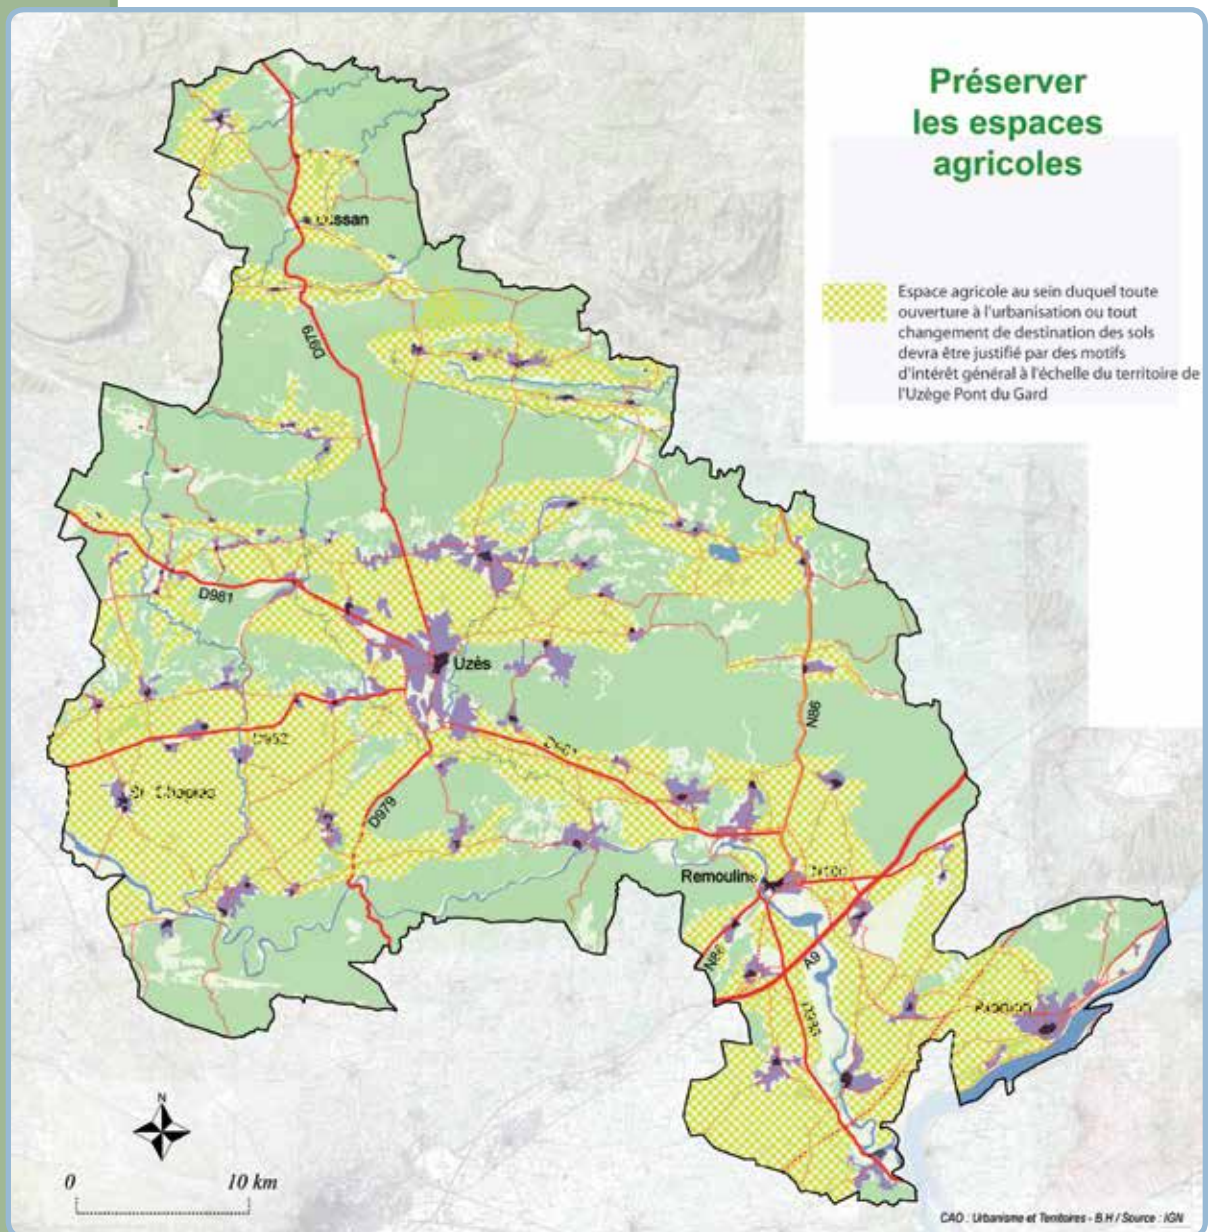 Préserver
les espaces
agricoles
Espace agricole au sein duquel toute
ouverture à l'urbanisation ou tout
changement de destination des sols
devra être justifié par des motifs
d'intérêt général à l'échelle du territoire de
l'Uzège Pont du Gard
D979
D981
Uzès
N86
D979
Remoulins
N86
A9
N
0 10 km
CAO : Urbanisme et Territoires - B.H / Source : IGN